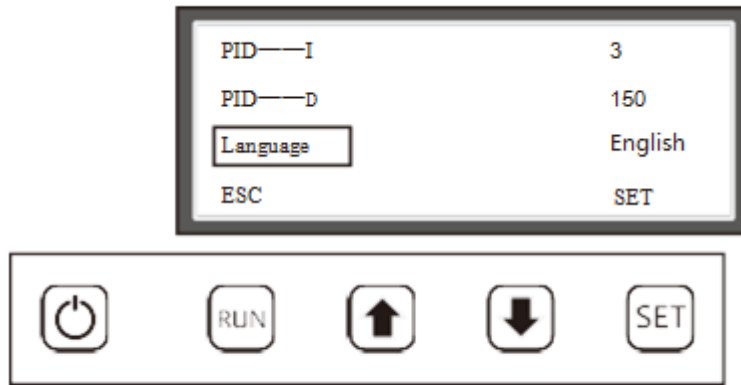 PID——I 3
PID——D 150
Language English
ESC SET
RUN SET